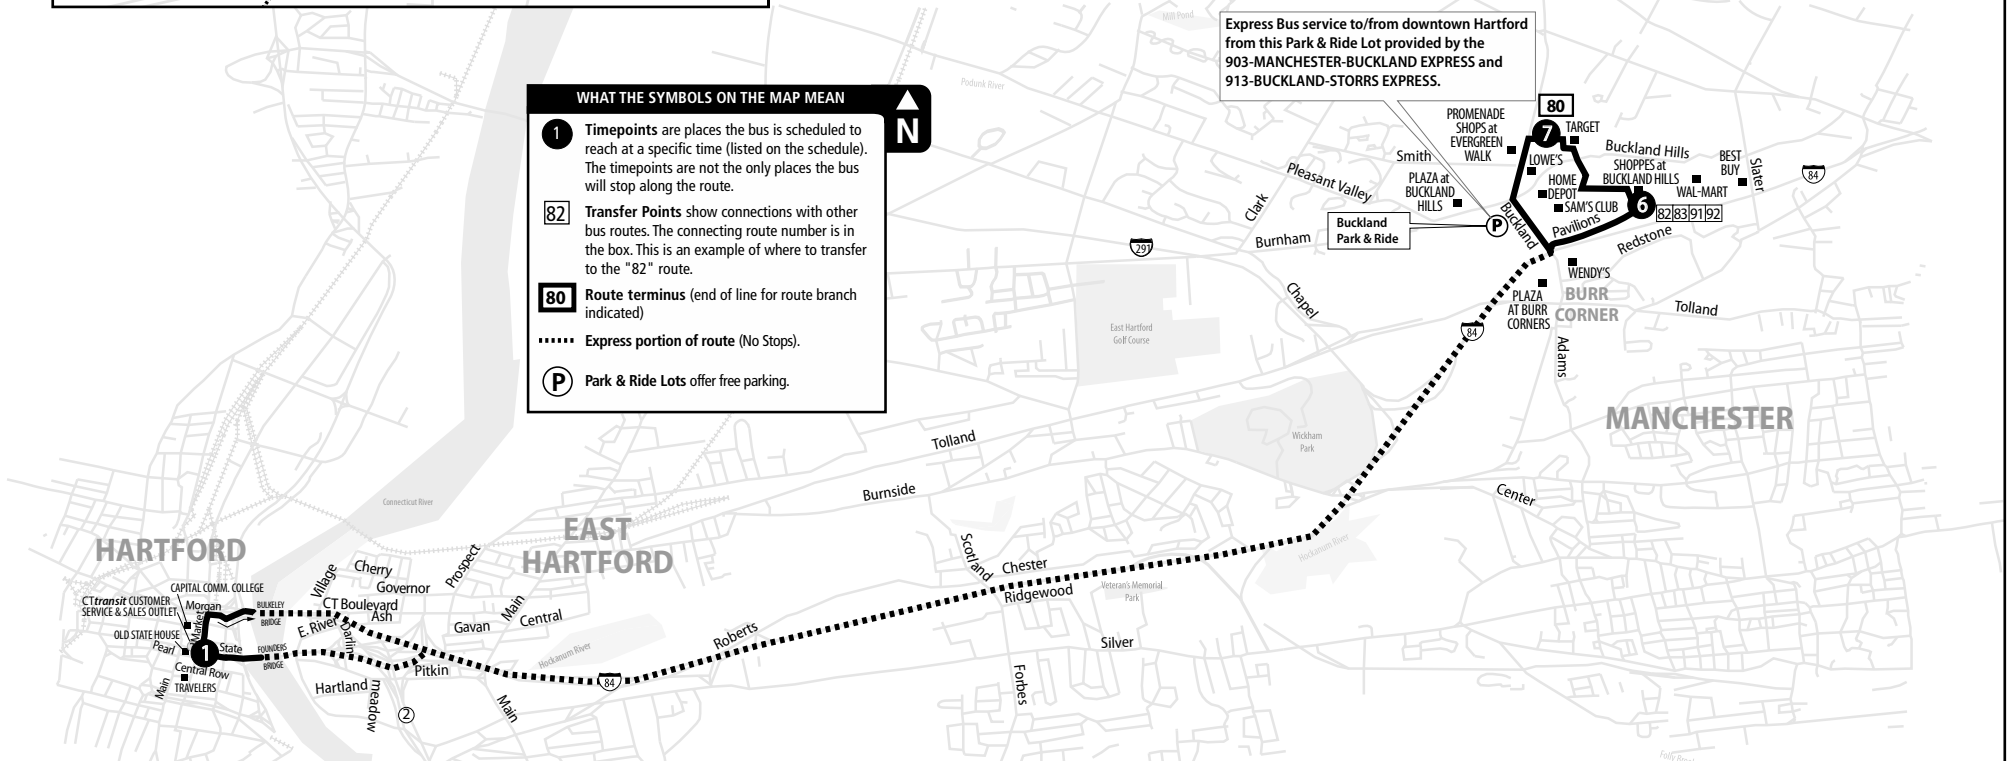 Mill Pond
Podunk River
Express Bus service to/from downtown Hartford
from this Park & Ride Lot provided by the
903-MANCHESTER-BUCKLAND EXPRESS and
913-BUCKLAND-STORRS EXPRESS.
WHAT THE SYMBOLS ON THE MAP MEAN
N
1
Timepoints are places the bus is scheduled to
reach at a specific time (listed on the schedule).
The timepoints are not the only places the bus
will stop along the route.
82
Transfer Points show connections with other
bus routes. The connecting route number is in
the box. This is an example of where to transfer
to the "82" route.
80
Route terminus (end of line for route branch
indicated)
Express portion of route (No Stops).
P
Park & Ride Lots offer free parking.
80
7
TARGET
PROMENADE
SHOPS at
EVERGREEN
WALK
Smith
Pleasant Valley
PLAZA at
BUCKLAND
HILLS
LOWE'S
HOME
DEPOT
SAM'S CLUB
Buckland Hills
SHOPPES at
BUCKLAND HILLS
BEST
BUY
WAL-MART
Slater
84
6
82 83 91 92
Buckland
Pavilions
Redstone
P
Buckland
Park & Ride
Clark
Burnham
291
Chapel
WENDY'S
PLAZA
AT BURR
CORNERS
BURR
CORNER
Tolland
Adams
84
East Hartford
Golf Course
MANCHESTER
Wickham
Park
Tolland
Burnside
Center
Connecticut River
HARTFORD
EAST
HARTFORD
Hockanum River
Scotland
Chester
Ridgewood
Veteran's Memorial
Park
Village
Cherry
Governor
Prospect
CT Boulevard
Ash
Main
Central
Gavan
CAPITAL COMM. COLLEGE
CTtransit CUSTOMER
SERVICE & SALES OUTLET
Morgan
Market
BULKELEY
BRIDGE
E. River
Darlin
OLD STATE HOUSE
Pearl
1
State
FOUNDERS
BRIDGE
Central Row
Main
TRAVELERS
Pitkin
Hartland
meadow
2
Main
84
Roberts
Hockanum River
Silver
Forbes